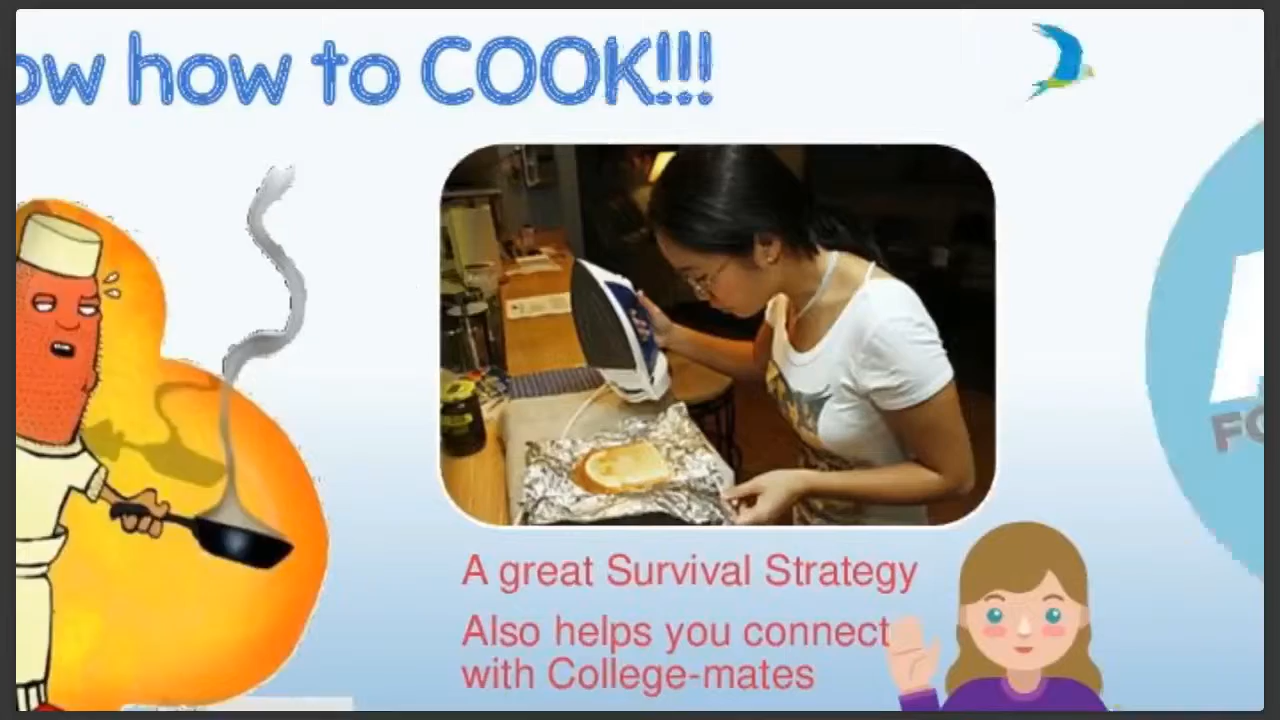 ow how to COOK!!!
A great Survival Strategy
Also helps you connect
with College-mates